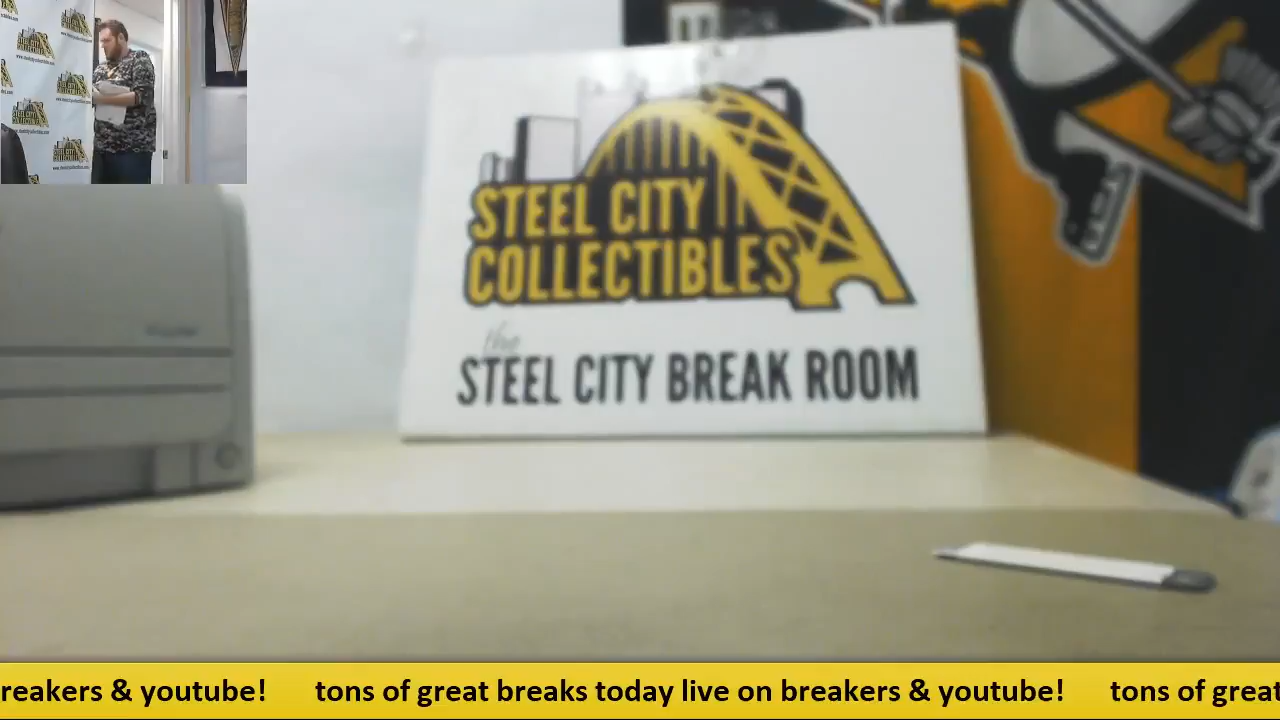 STEEL CITY
COLLECTIBLES
the
STEEL CITY BREAK ROOM
reakers & youtube! tons of great breaks today live on breakers & youtube! tons of great